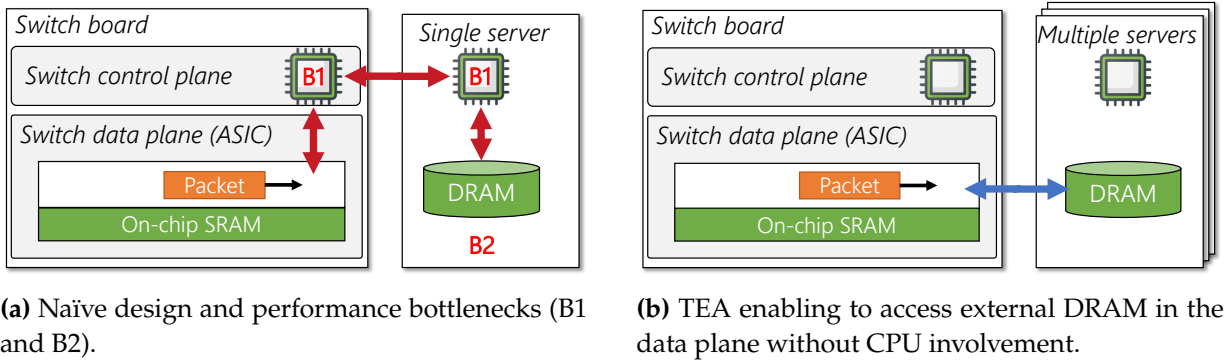 Switch board
Switch control plane
B1
Switch data plane (ASIC)
Packet
On-chip SRAM
Single server
B1
DRAM
B2
(a) Naïve design and performance bottlenecks (B1
and B2).
Switch board
Switch control plane
Switch data plane (ASIC)
Packet
On-chip SRAM
Multiple servers
DRAM
(b) TEA enabling to access external DRAM in the
data plane without CPU involvement.